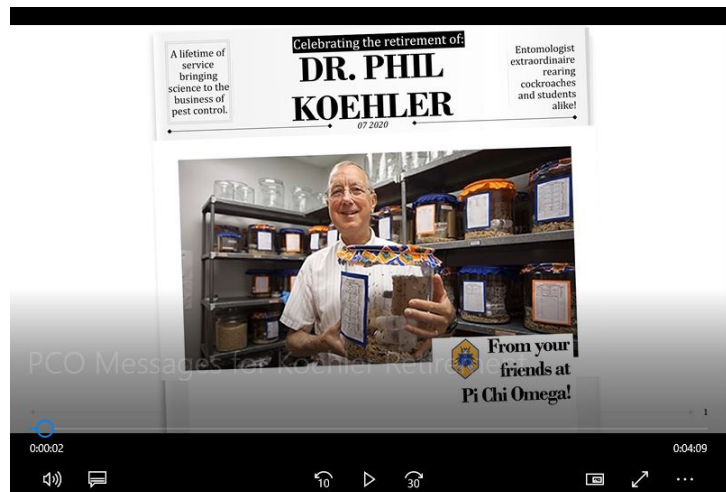 A lifetime of
service
bringing
science to the
business of
pest control.
Celebrating the retirement of:
DR. PHIL
KOEHLER
07 2020
Entomologist
extraordinaire
rearing
cockroaches
and students
alike!
PCO Messages for Koehler Retirement
From your
friends at
Pi Chi Omega!
1
0:00:02
0:04:09
10
30